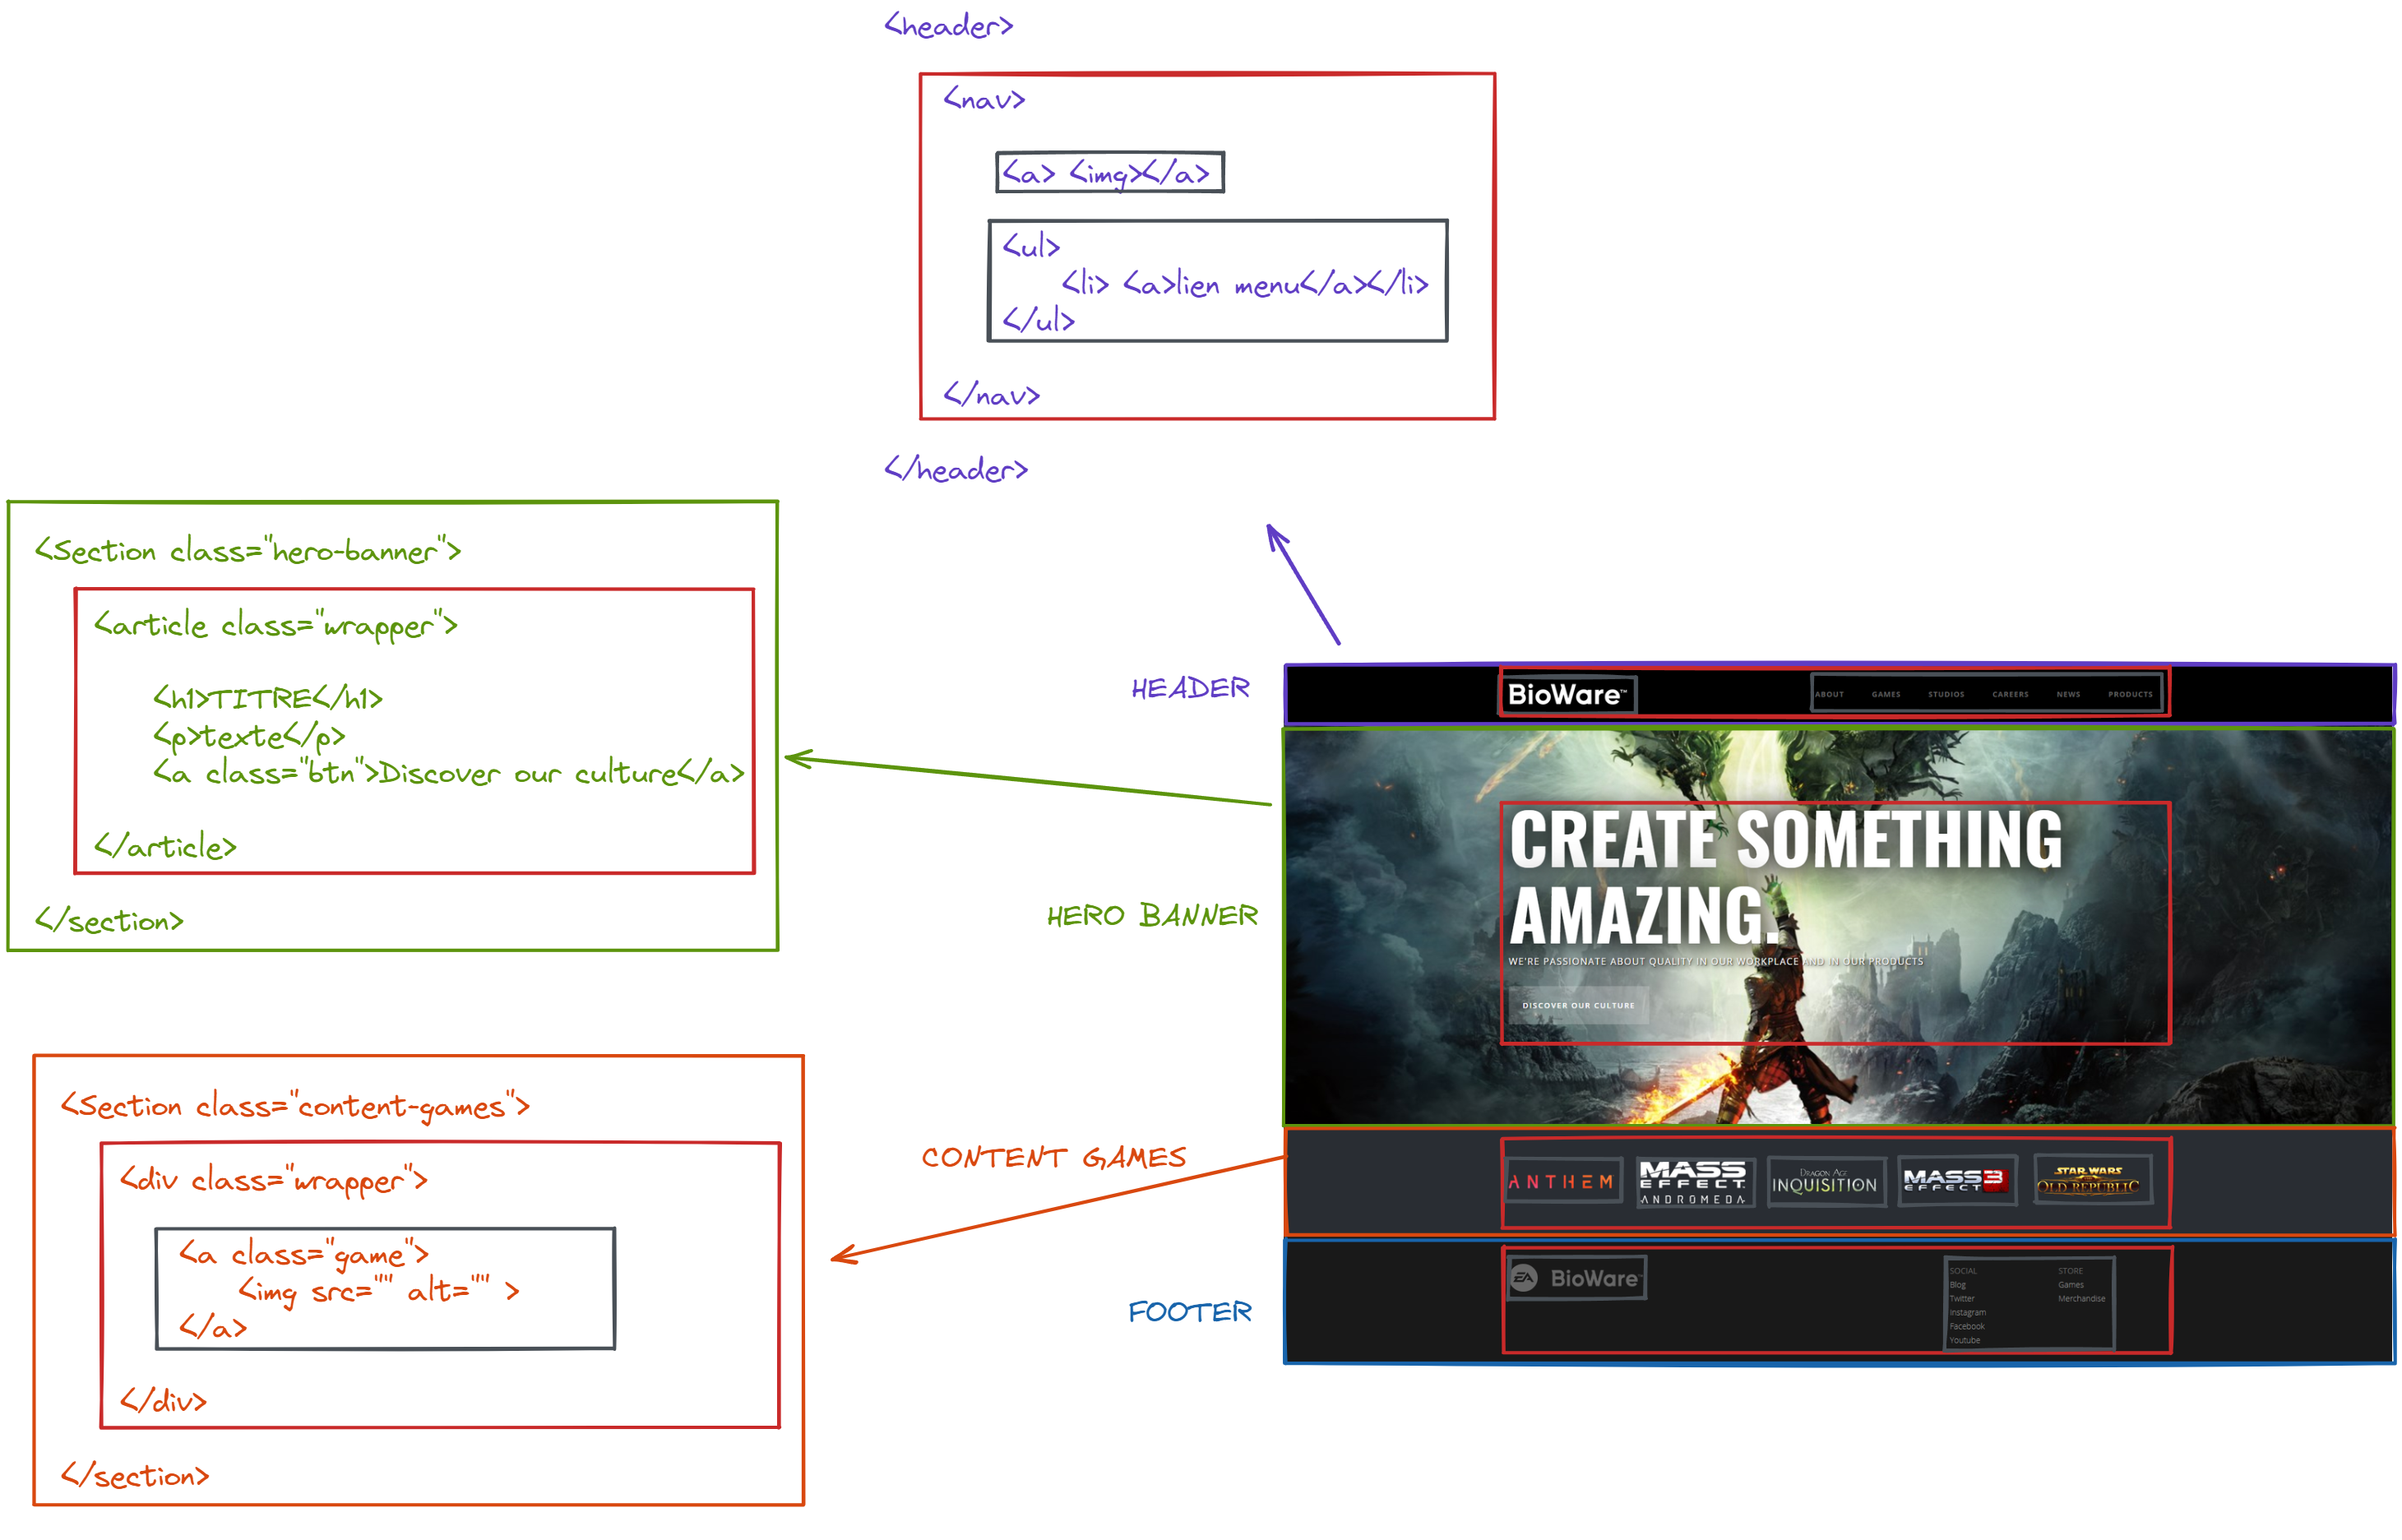 <header>
<nav>
<a> <img></a>
<ul>
<li> <a>lien menu</a></li>
</ul>
</nav>
</header>
<Section class="hero-banner">
<article class="wrapper">
<h1>TITRE</h1>
<p>texte</p>
<a class="btn">Discover our culture</a>
</article>
</section>
<Section class="content-games">
<div class="wrapper">
<a class="game">
<img src="" alt="" >
</a>
</div>
</section>
HEADER
BioWare™
ABOUT GAMES STUDIOS CAREERS NEWS PRODUCTS
HERO BANNER
CREATE SOMETHING
AMAZING.
WE'RE PASSIONATE ABOUT QUALITY IN OUR WORKPLACE AND IN OUR PRODUCTS
DISCOVER OUR CULTURE
CONTENT GAMES
ANTHEM
MASS
EFFECT
ANDROMEDA
DRAGON AGE
INQUISITION
MASS
EFFECT 3
STAR WARS
OLD REPUBLIC
FOOTER
EA BioWare™
SOCIAL
Blog
Twitter
Instagram
Facebook
Youtube
STORE
Games
Merchandise